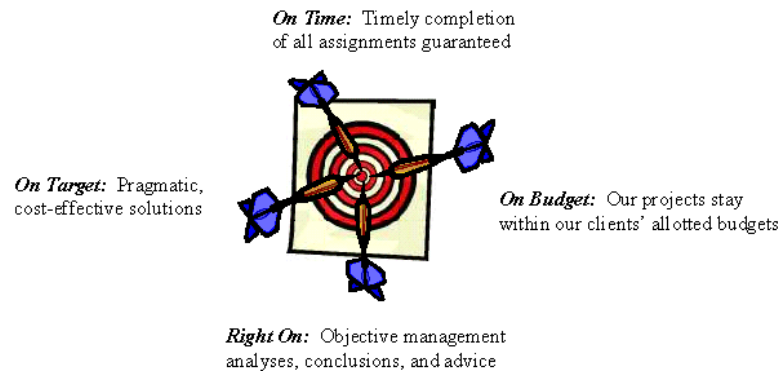 On Time: Timely completion
of all assignments guaranteed
On Target: Pragmatic,
cost-effective solutions
On Budget: Our projects stay
within our clients’ allotted budgets
Right On: Objective management
analyses, conclusions, and advice